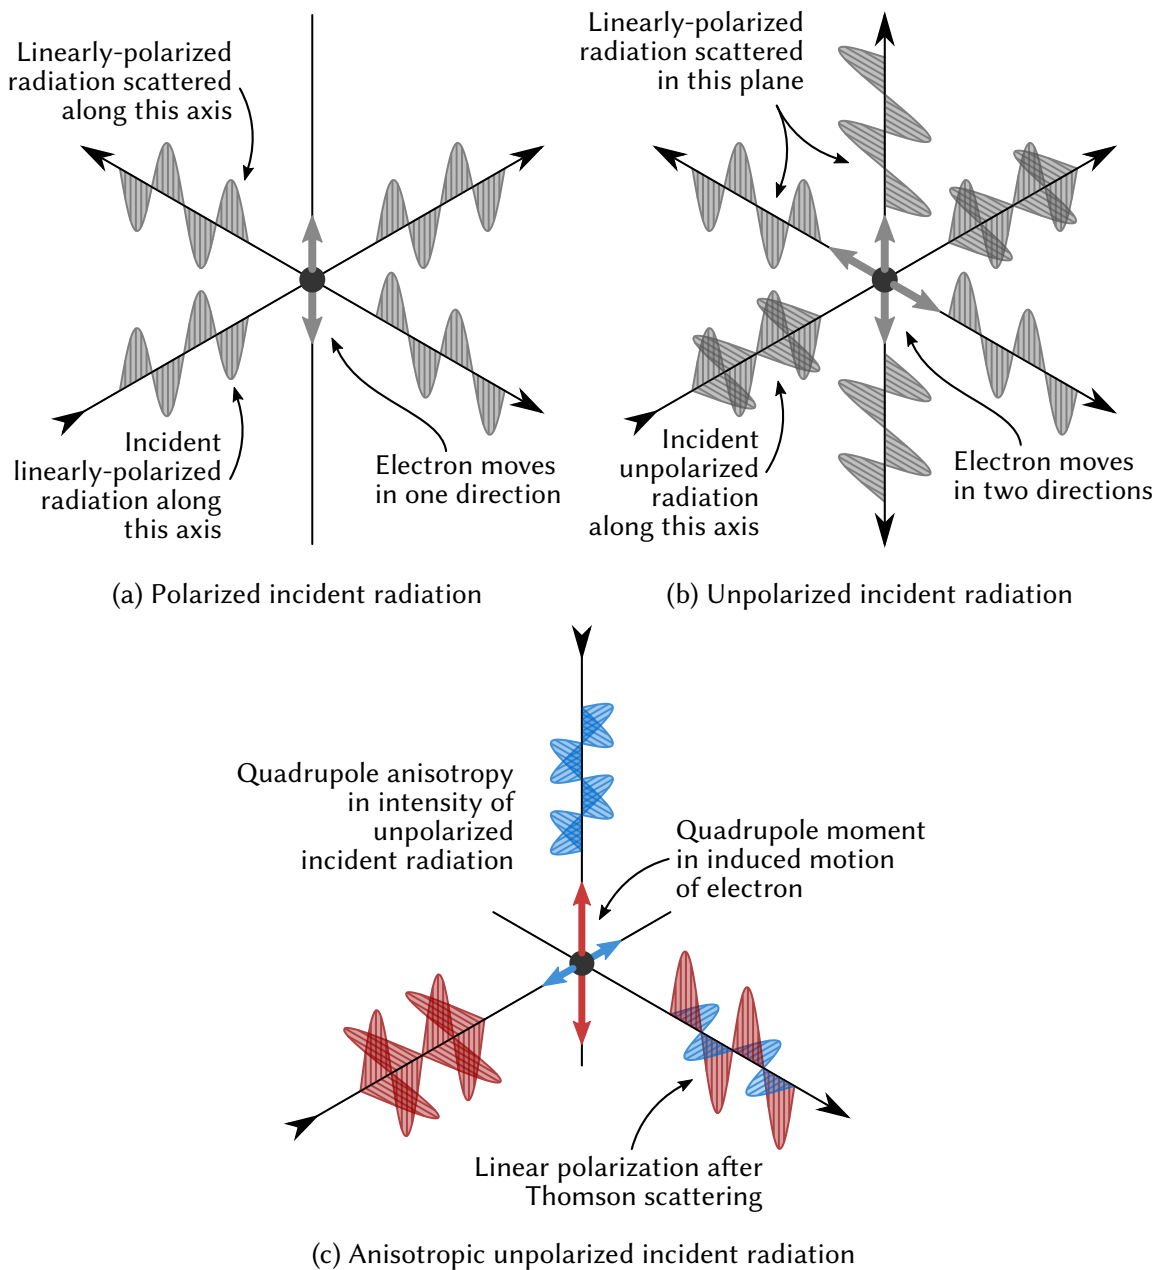 Linearly-polarized
radiation scattered
along this axis
Incident
linearly-polarized
radiation along
this axis
Electron moves
in one direction
(a) Polarized incident radiation
Linearly-polarized
radiation scattered
in this plane
Incident
unpolarized
radiation
along this axis
Electron moves
in two directions
(b) Unpolarized incident radiation
Quadrupole anisotropy
in intensity of
unpolarized
incident radiation
Quadrupole moment
in induced motion
of electron
Linear polarization after
Thomson scattering
(c) Anisotropic unpolarized incident radiation